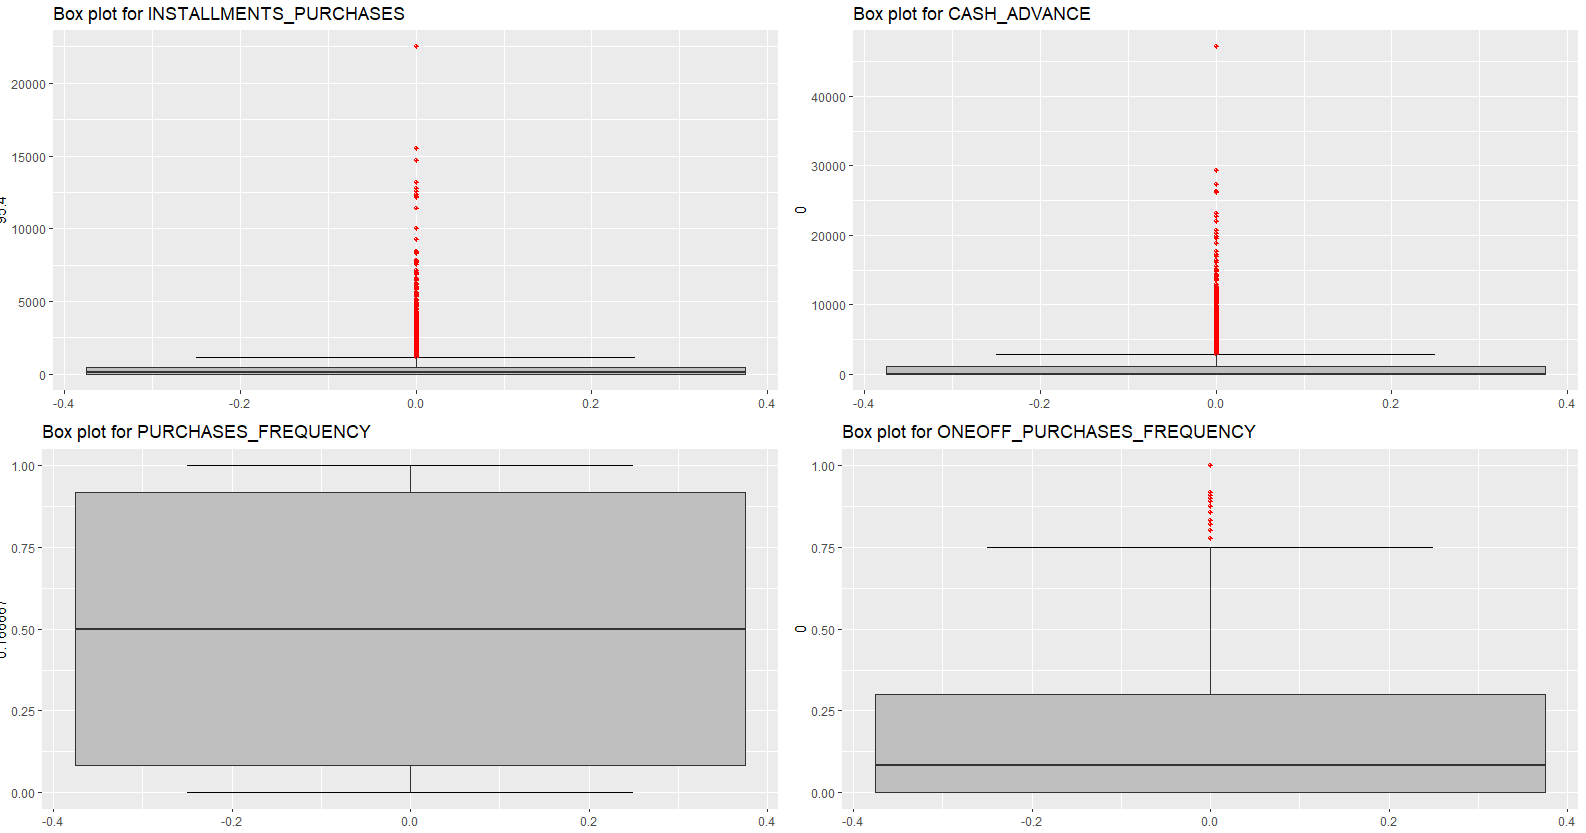 Box plot for INSTALLMENTS_PURCHASES
20000
15000
10000
5000
0
-0.4 -0.2 0.0 0.2 0.4
Box plot for CASH_ADVANCE
0
40000
30000
20000
10000
0
-0.4 -0.2 0.0 0.2 0.4
Box plot for PURCHASES_FREQUENCY
1.00
0.75
0.50
0.25
0.00
-0.4 -0.2 0.0 0.2 0.4
Box plot for ONEOFF_PURCHASES_FREQUENCY
0
1.00
0.75
0.50
0.25
0.00
-0.4 -0.2 0.0 0.2 0.4